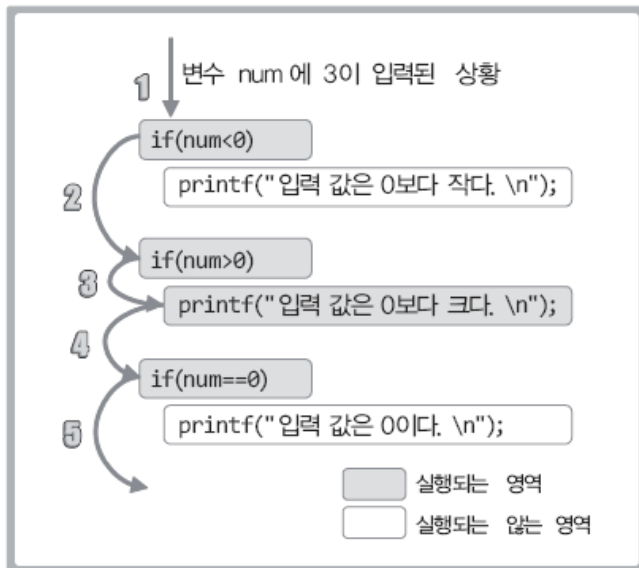 1 변수 num 에 3이 입력된 상황
if(num<0)
printf("입력 값은 0보다 작다. \n");
2
if(num>0)
3
printf("입력 값은 0보다 크다. \n");
4
if(num==0)
printf("입력 값은 0이다. \n");
5
실행되는 영역
실행되는 않는 영역